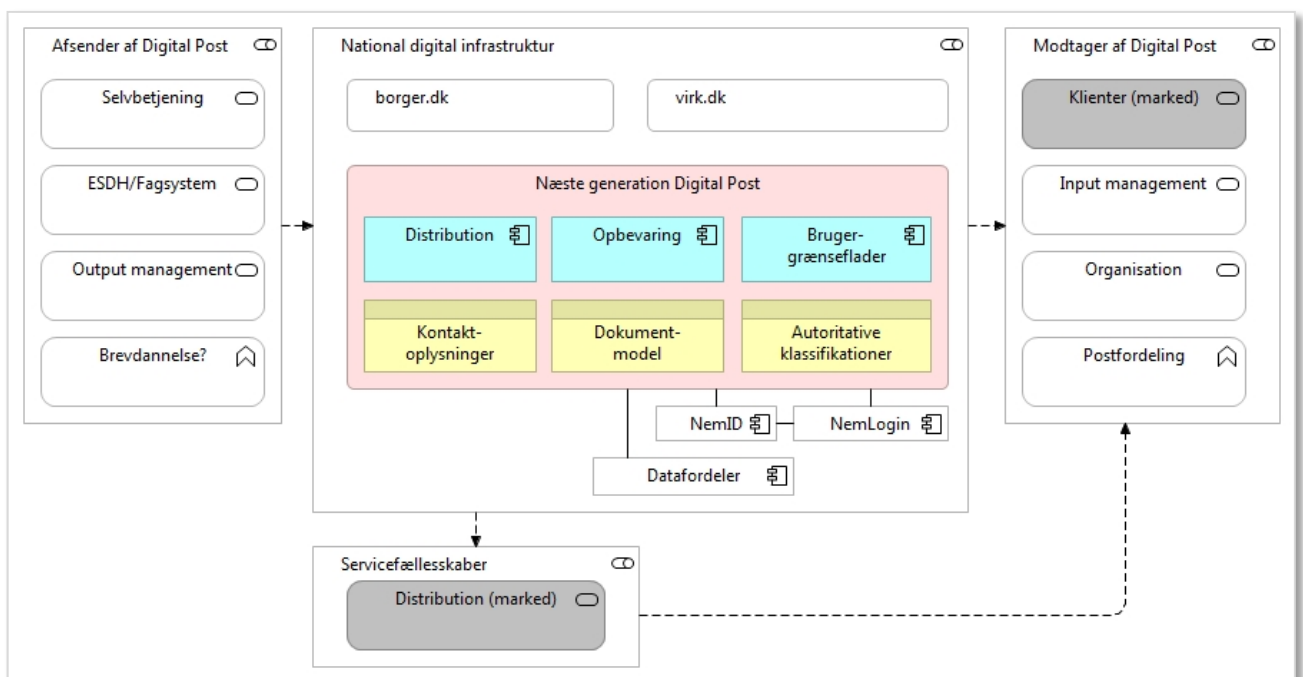 Afsender af Digital Post
Selvbetjening
ESDH/Fagsystem
Output management
Brevdannelse?
National digital infrastruktur
borger.dk
virk.dk
Næste generation Digital Post
Distribution
Opbevaring
Bruger-
grænseflader
Kontakt-
oplysninger
Dokument-
model
Autoritative
klassifikationer
NemID
NemLogin
Datafordeler
Servicefællesskaber
Distribution (marked)
Modtager af Digital Post
Klienter (marked)
Input management
Organisation
Postfordeling